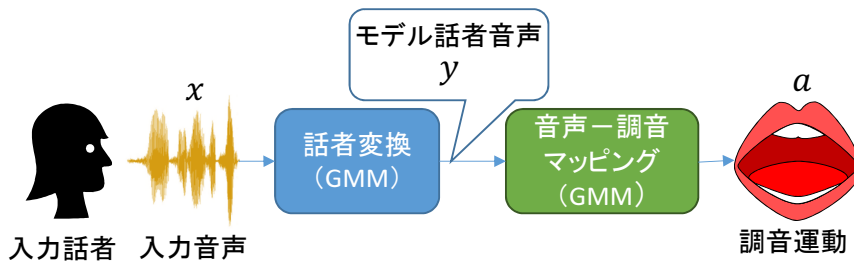 モデル話者音声
y
x
a
話者変換
（GMM）
音声－調音
マッピング
（GMM）
入力話者
入力音声
調音運動